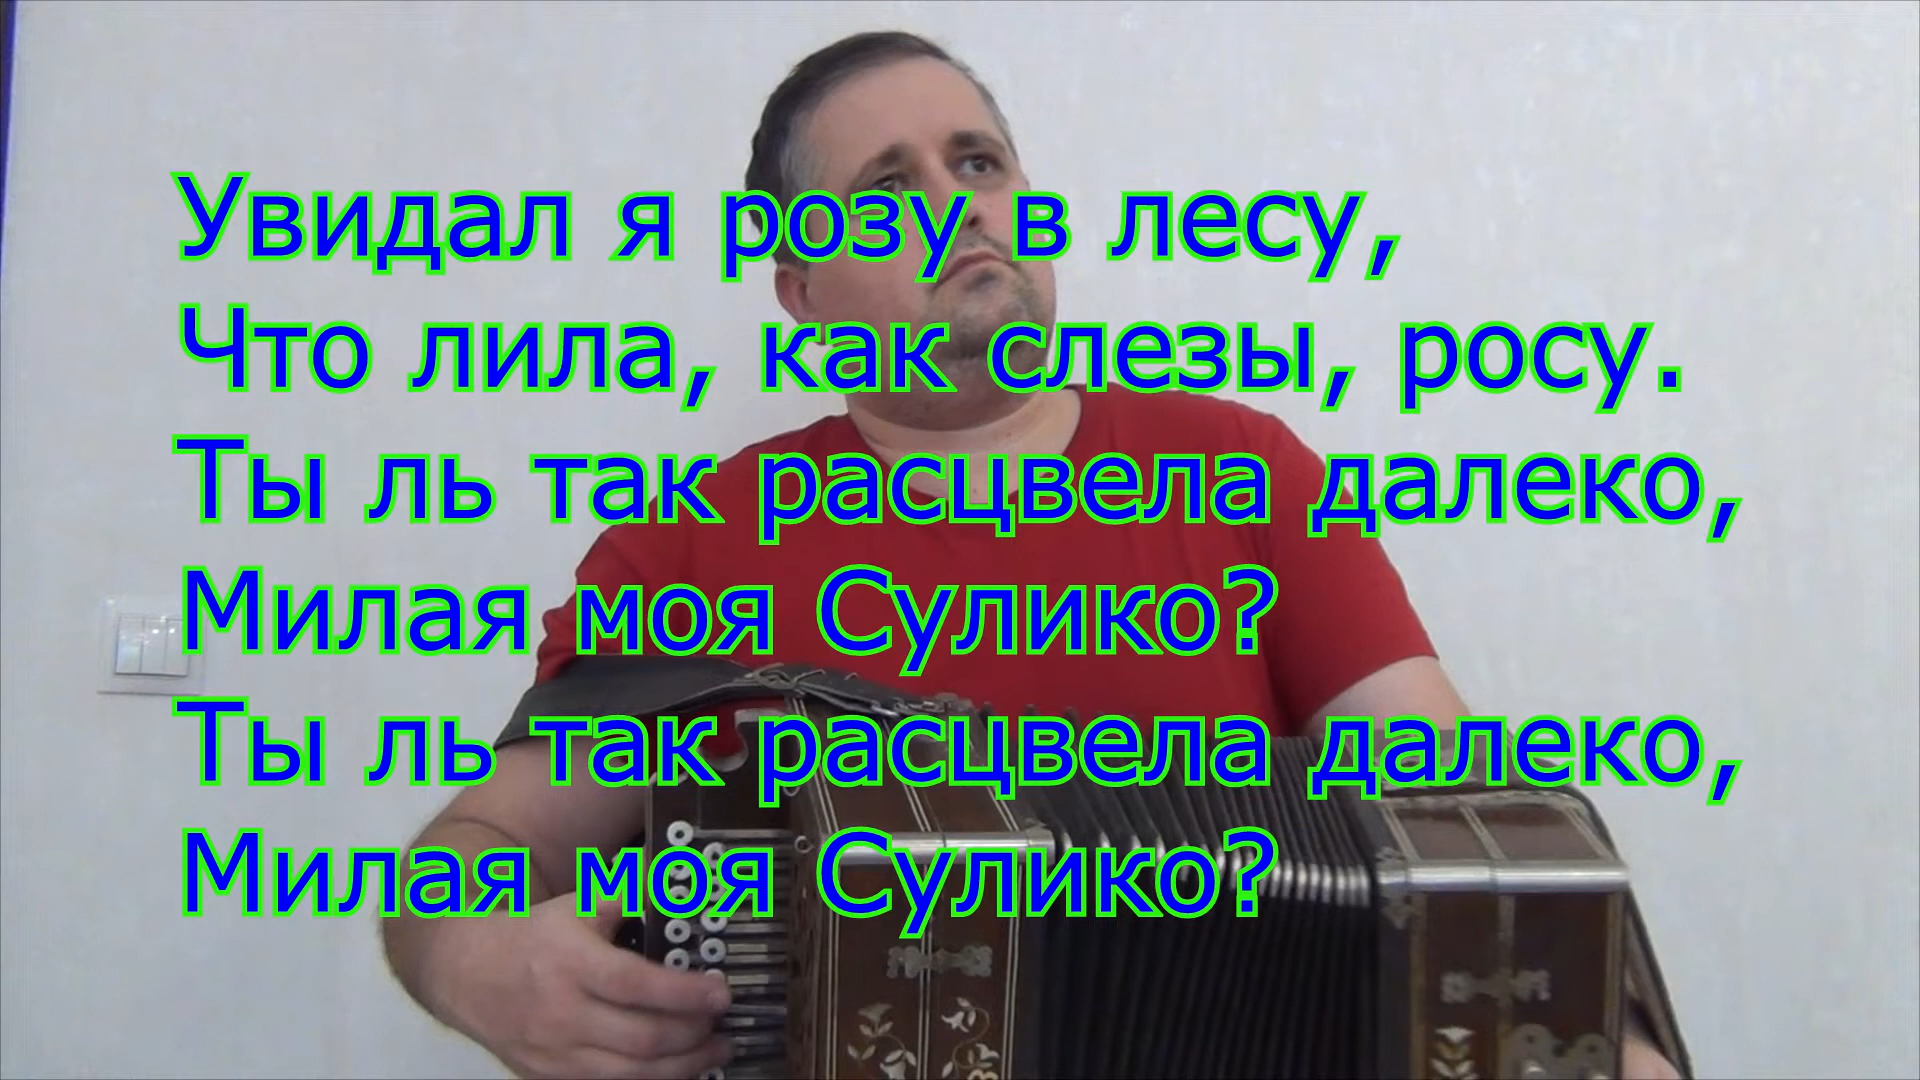 Увидал я розу в лесу,
Что лила, как слезы, росу.
Ты ль так расцвела далеко,
Милая моя Сулико?
Ты ль так расцвела далеко,
Милая моя Сулико?